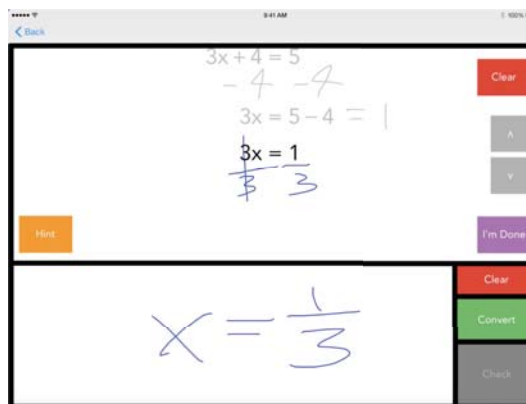 9:41 AM 100%
Back
3x + 4 = 5
- 4 - 4
Clear
3x = 5 – 4 = 1
∧
3x = 1
3 3
∨
Hint
I'm Done
Clear
x = 1/3
Convert
Check